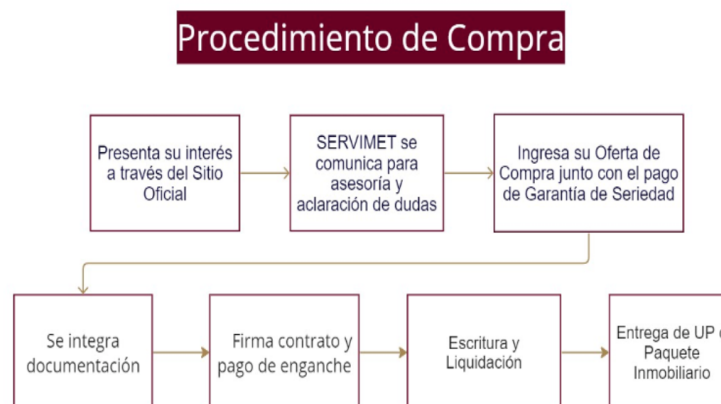 Procedimiento de Compra
Presenta su interés
a través del Sitio
Oficial
SERVIMET se
comunica para
asesoría y
aclaración de dudas
Ingresa su Oferta de
Compra junto con el pago
de Garantía de Seriedad
Se integra
documentación
Firma contrato y
pago de enganche
Escritura y
Liquidación
Entrega de UP
Paquete
Inmobiliario